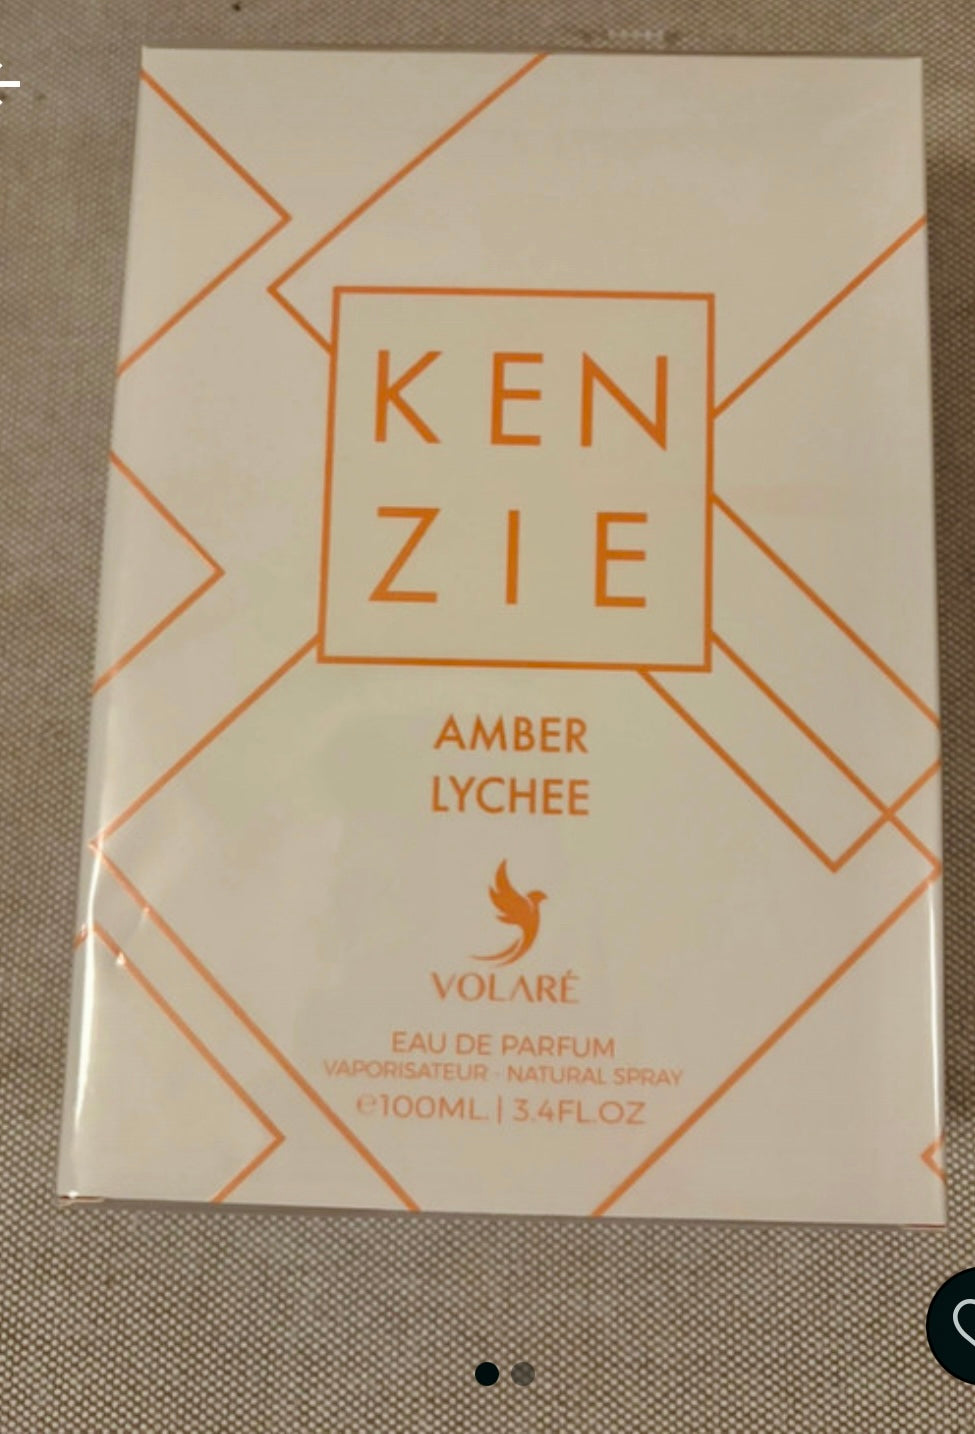 KEN
ZIE
AMBER
LYCHEE
VOLARÉ
EAU DE PARFUM
VAPORISATEUR - NATURAL SPRAY
℮100ML. | 3.4FL.OZ